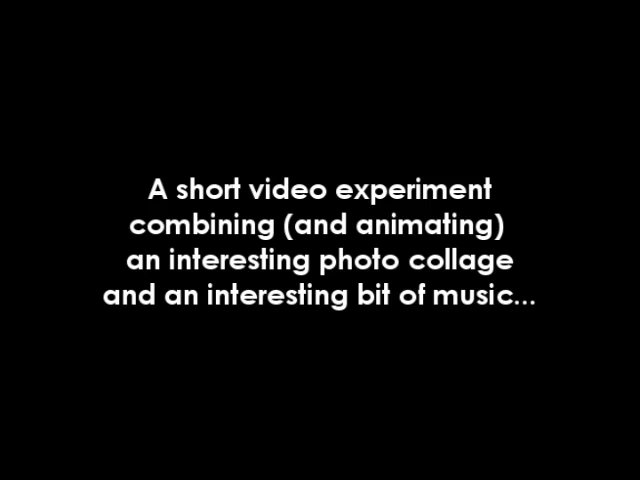 A short video experiment
combining (and animating)
an interesting photo collage
and an interesting bit of music...